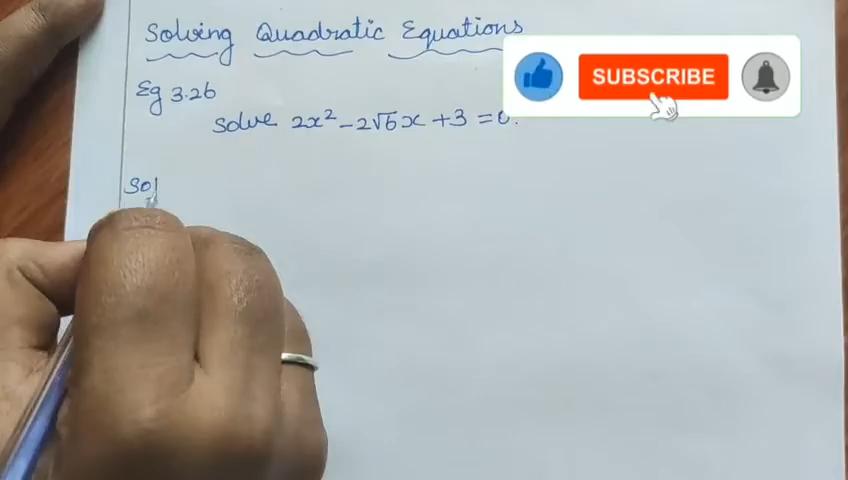 Solving Quadratic Equations
SUBSCRIBE
Eg 3.26
Solve 2x² - 2√6x + 3 = 0.
Sol